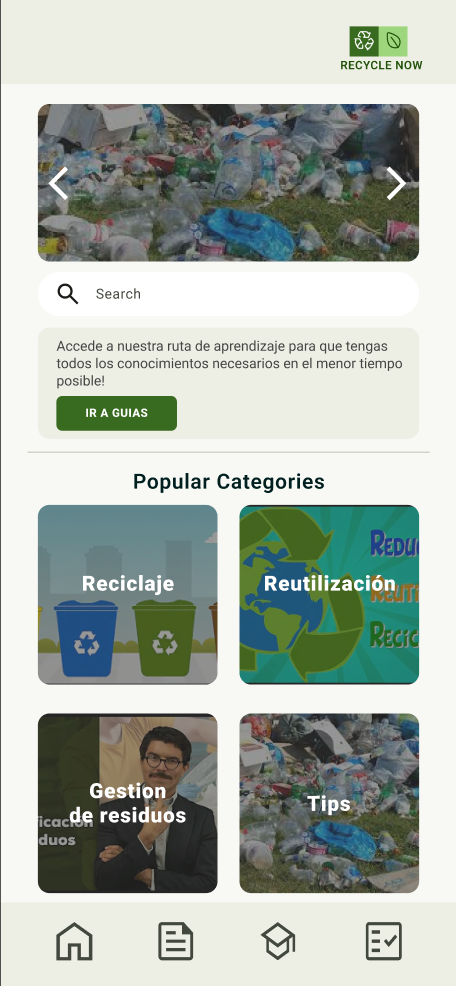 RECYCLE NOW
Search
Accede a nuestra ruta de aprendizaje para que tengas
todos los conocimientos necesarios en el menor tiempo
posible!
IR A GUIAS
Popular Categories
Reciclaje
Reutilización
Gestion
de residuos
Tips